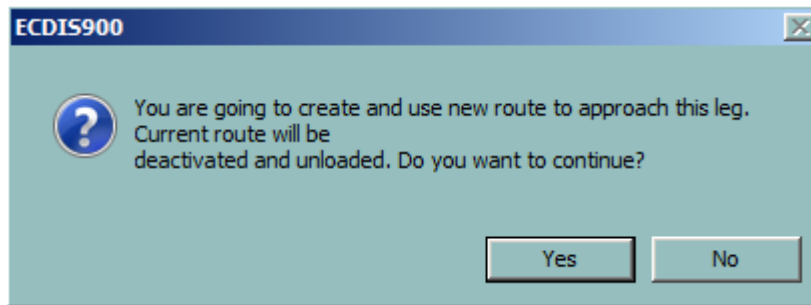 ECDIS900
You are going to create and use new route to approach this leg.
Current route will be
deactivated and unloaded. Do you want to continue?
Yes No